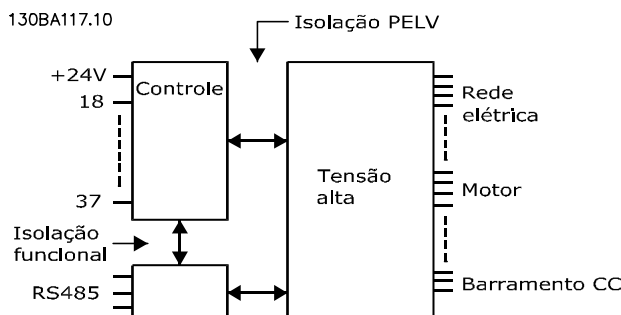 130BA117.10
Isolação PELV
+24V
Controle
18
Rede
elétrica
Tensão
alta
Motor
37
Isolação
funcional
RS485
Barramento CC